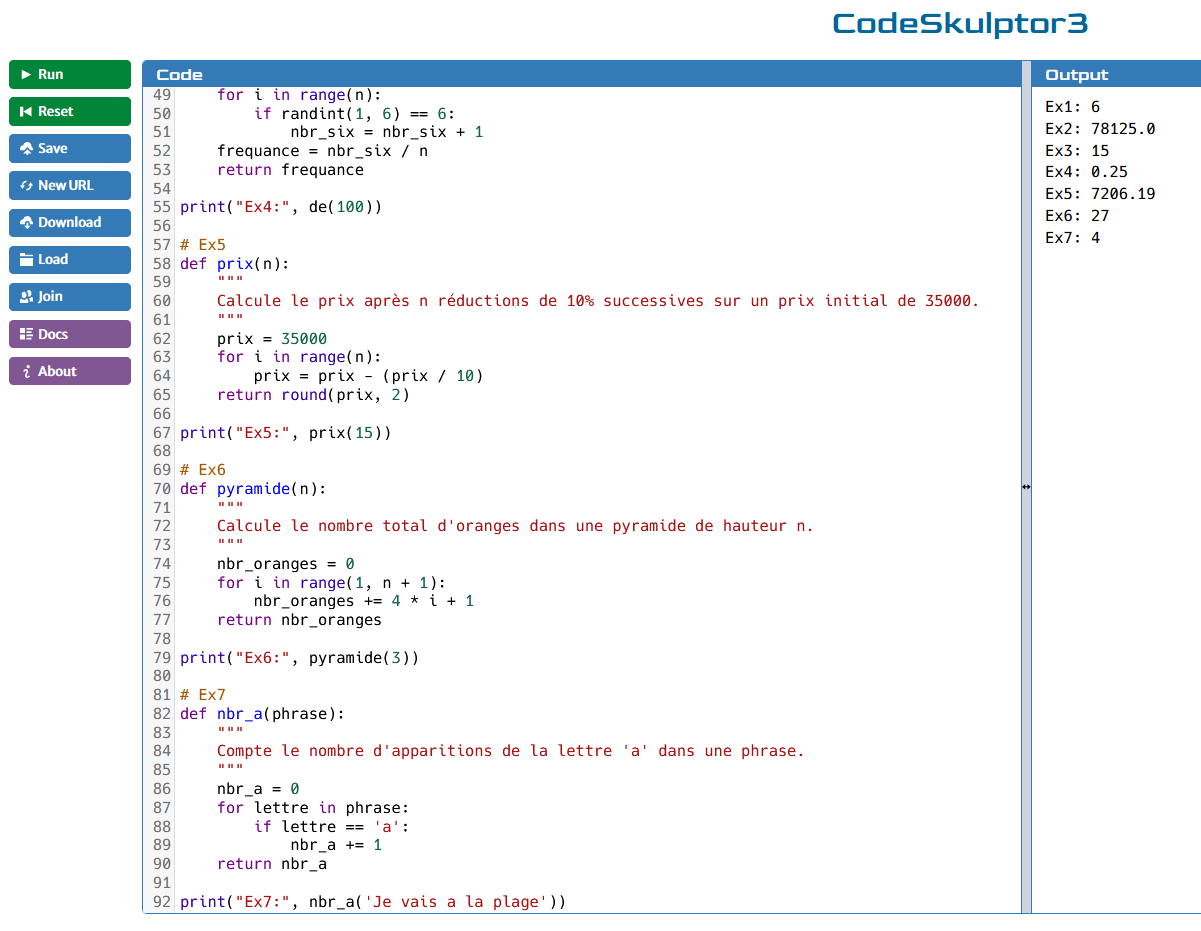 CodeSkulptor3
Run
Reset
Save
New URL
Download
Load
Join
Docs
About
Code
49     for i in range(n):
50         if randint(1, 6) == 6:
51             nbr_six = nbr_six + 1
52     frequance = nbr_six / n
53     return frequance
54
55 print("Ex4:", de(100))
56
57 # Ex5
58 def prix(n):
59     """
60     Calcule le prix après n réductions de 10% successives sur un prix initial de 35000.
61     """
62     prix = 35000
63     for i in range(n):
64         prix = prix - (prix / 10)
65     return round(prix, 2)
66
67 print("Ex5:", prix(15))
68
69 # Ex6
70 def pyramide(n):
71     """
72     Calcule le nombre total d'oranges dans une pyramide de hauteur n.
73     """
74     nbr_oranges = 0
75     for i in range(1, n + 1):
76         nbr_oranges += 4 * i + 1
77     return nbr_oranges
78
79 print("Ex6:", pyramide(3))
80
81 # Ex7
82 def nbr_a(phrase):
83     """
84     Compte le nombre d'apparitions de la lettre 'a' dans une phrase.
85     """
86     nbr_a = 0
87     for lettre in phrase:
88         if lettre == 'a':
89             nbr_a += 1
90     return nbr_a
91
92 print("Ex7:", nbr_a('Je vais a la plage'))
Output
Ex1: 6
Ex2: 78125.0
Ex3: 15
Ex4: 0.25
Ex5: 7206.19
Ex6: 27
Ex7: 4